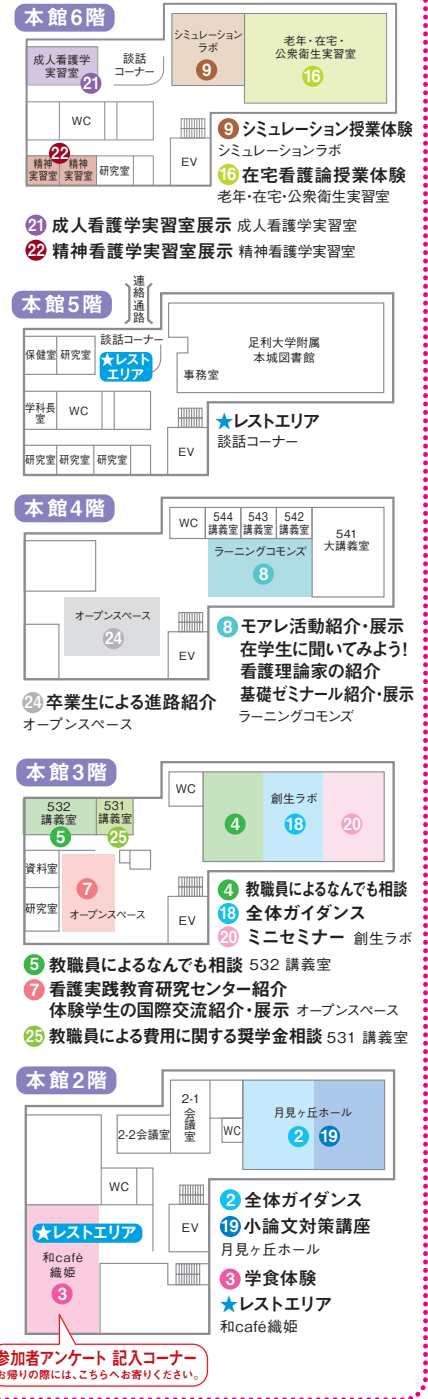 本館6階
成人看護学
実習室
21
談話
コーナー
シミュレーション
ラボ
9
老年・在宅・
公衆衛生実習室
16
WC
22
精神
実習室
精神
実習室
研究室
EV
9 シミュレーション授業体験
シミュレーションラボ
16 在宅看護論授業体験
老年・在宅・公衆衛生実習室
21 成人看護学実習室展示 成人看護学実習室
22 精神看護学実習室展示 精神看護学実習室
本館5階
連絡通路
談話コーナー
保健室 研究室
★レスト
エリア
事務室
足利大学附属
本城図書館
学科長
室
WC
研究室 研究室 研究室
EV
★レストエリア
談話コーナー
本館4階
WC
544
講義室
543
講義室
542
講義室
541
大講義室
ラーニングコモンズ
8
オープンスペース
24
EV
8 モアレ活動紹介・展示
在学生に聞いてみよう!
看護理論家の紹介
基礎ゼミナール紹介・展示
ラーニングコモンズ
24 卒業生による進路紹介
オープンスペース
本館3階
532
講義室
5
531
講義室
25
WC
創生ラボ
4 18 20
資料室
7
研究室
オープンスペース
EV
4 教職員によるなんでも相談
18 全体ガイダンス
20 ミニセミナー 創生ラボ
5 教職員によるなんでも相談 532 講義室
7 看護実践教育研究センター紹介
体験学生の国際交流紹介・展示 オープンスペース
25 教職員による費用に関する奨学金相談 531 講義室
本館2階
2-1
会議室
2-2会議室
WC
月見ヶ丘ホール
2 19
WC
★レストエリア
EV
和café
織姫
3
2 全体ガイダンス
19 小論文対策講座
月見ヶ丘ホール
3 学食体験
★レストエリア
和café織姫
参加者アンケート 記入コーナー
お帰りの際には、こちらへお寄りください。